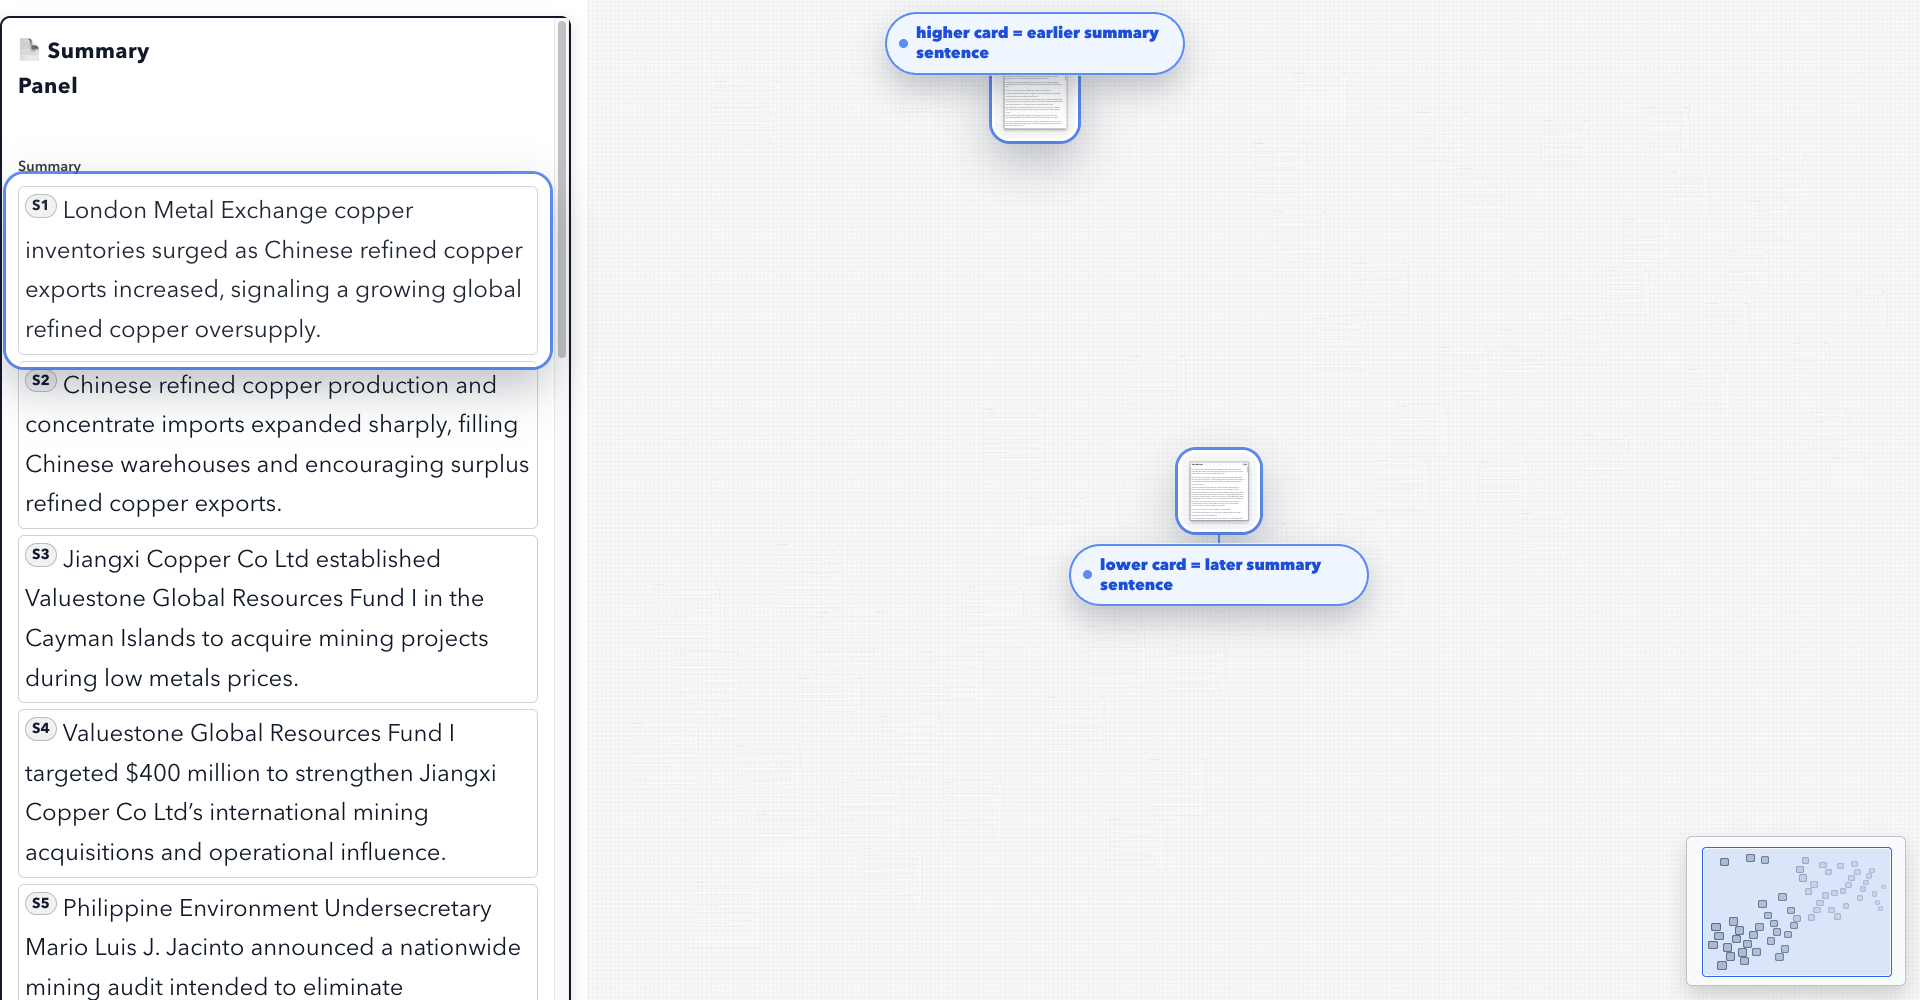 Summary
Panel
Summary
S1 London Metal Exchange copper
inventories surged as Chinese refined copper
exports increased, signaling a growing global
refined copper oversupply.
S2 Chinese refined copper production and
concentrate imports expanded sharply, filling
Chinese warehouses and encouraging surplus
refined copper exports.
S3 Jiangxi Copper Co Ltd established
Valuestone Global Resources Fund I in the
Cayman Islands to acquire mining projects
during low metals prices.
S4 Valuestone Global Resources Fund I
targeted $400 million to strengthen Jiangxi
Copper Co Ltd’s international mining
acquisitions and operational influence.
S5 Philippine Environment Undersecretary
Mario Luis J. Jacinto announced a nationwide
mining audit intended to eliminate
higher card = earlier summary
sentence
lower card = later summary
sentence